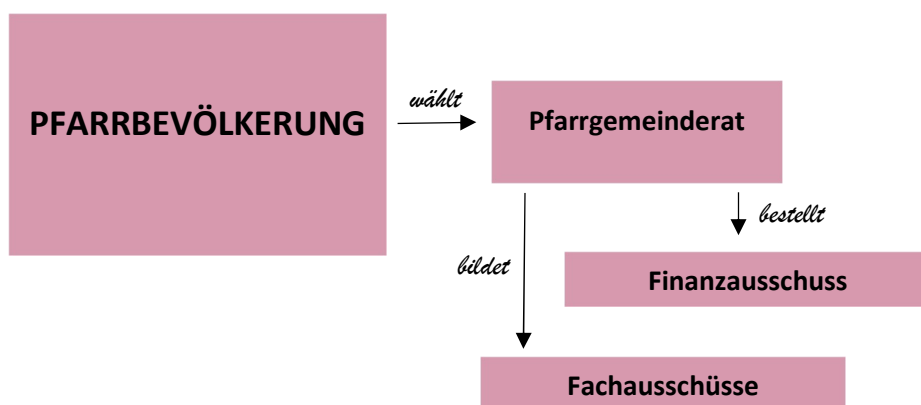 PFARRBEVÖLKERUNG
wählt
Pfarrgemeinderat
bestellt
bildet
Finanzausschuss
Fachausschüsse